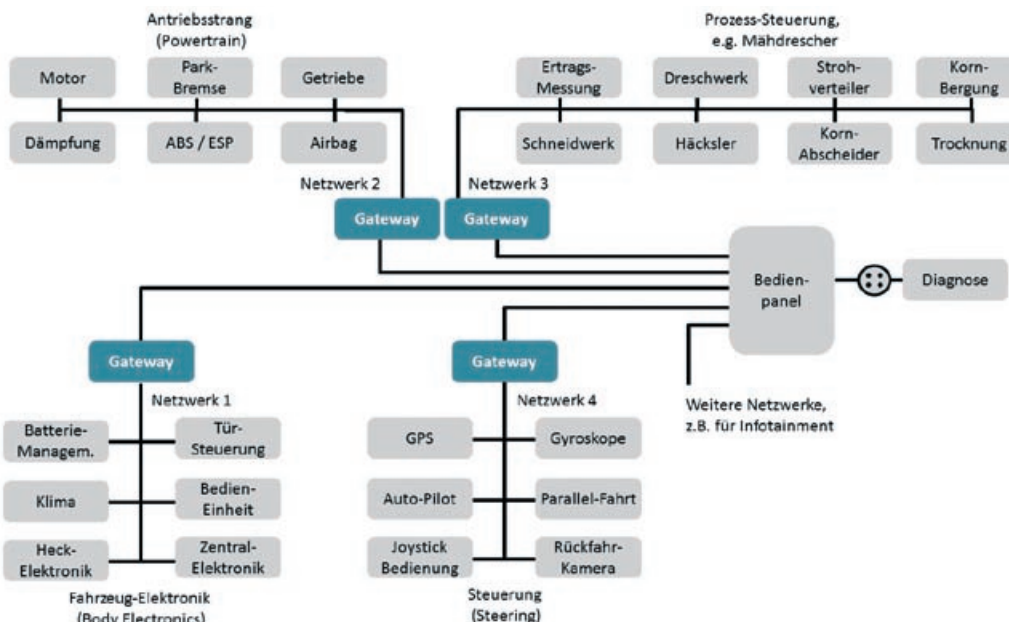 Antriebsstrang
(Powertrain)
Prozess-Steuerung,
e.g. Mähdrescher
Motor
Park-
Bremse
Getriebe
Ertrags-
Messung
Dreschwerk
Stroh-
verteiler
Korn-
Bergung
Dämpfung
ABS / ESP
Airbag
Schneidwerk
Häcksler
Korn-
Abscheider
Trocknung
Netzwerk 2
Netzwerk 3
Gateway
Gateway
Bedien-
panel
Diagnose
Gateway
Gateway
Netzwerk 1
Netzwerk 4
Weitere Netzwerke,
z.B. für Infotainment
Batterie-
Managem.
Tür-
Steuerung
GPS
Gyroskope
Klima
Bedien-
Einheit
Auto-Pilot
Parallel-Fahrt
Heck-
Elektronik
Zentral-
Elektronik
Joystick
Bedienung
Rückfahr-
Kamera
Fahrzeug-Elektronik
(Body Electronics)
Steuerung
(Steering)